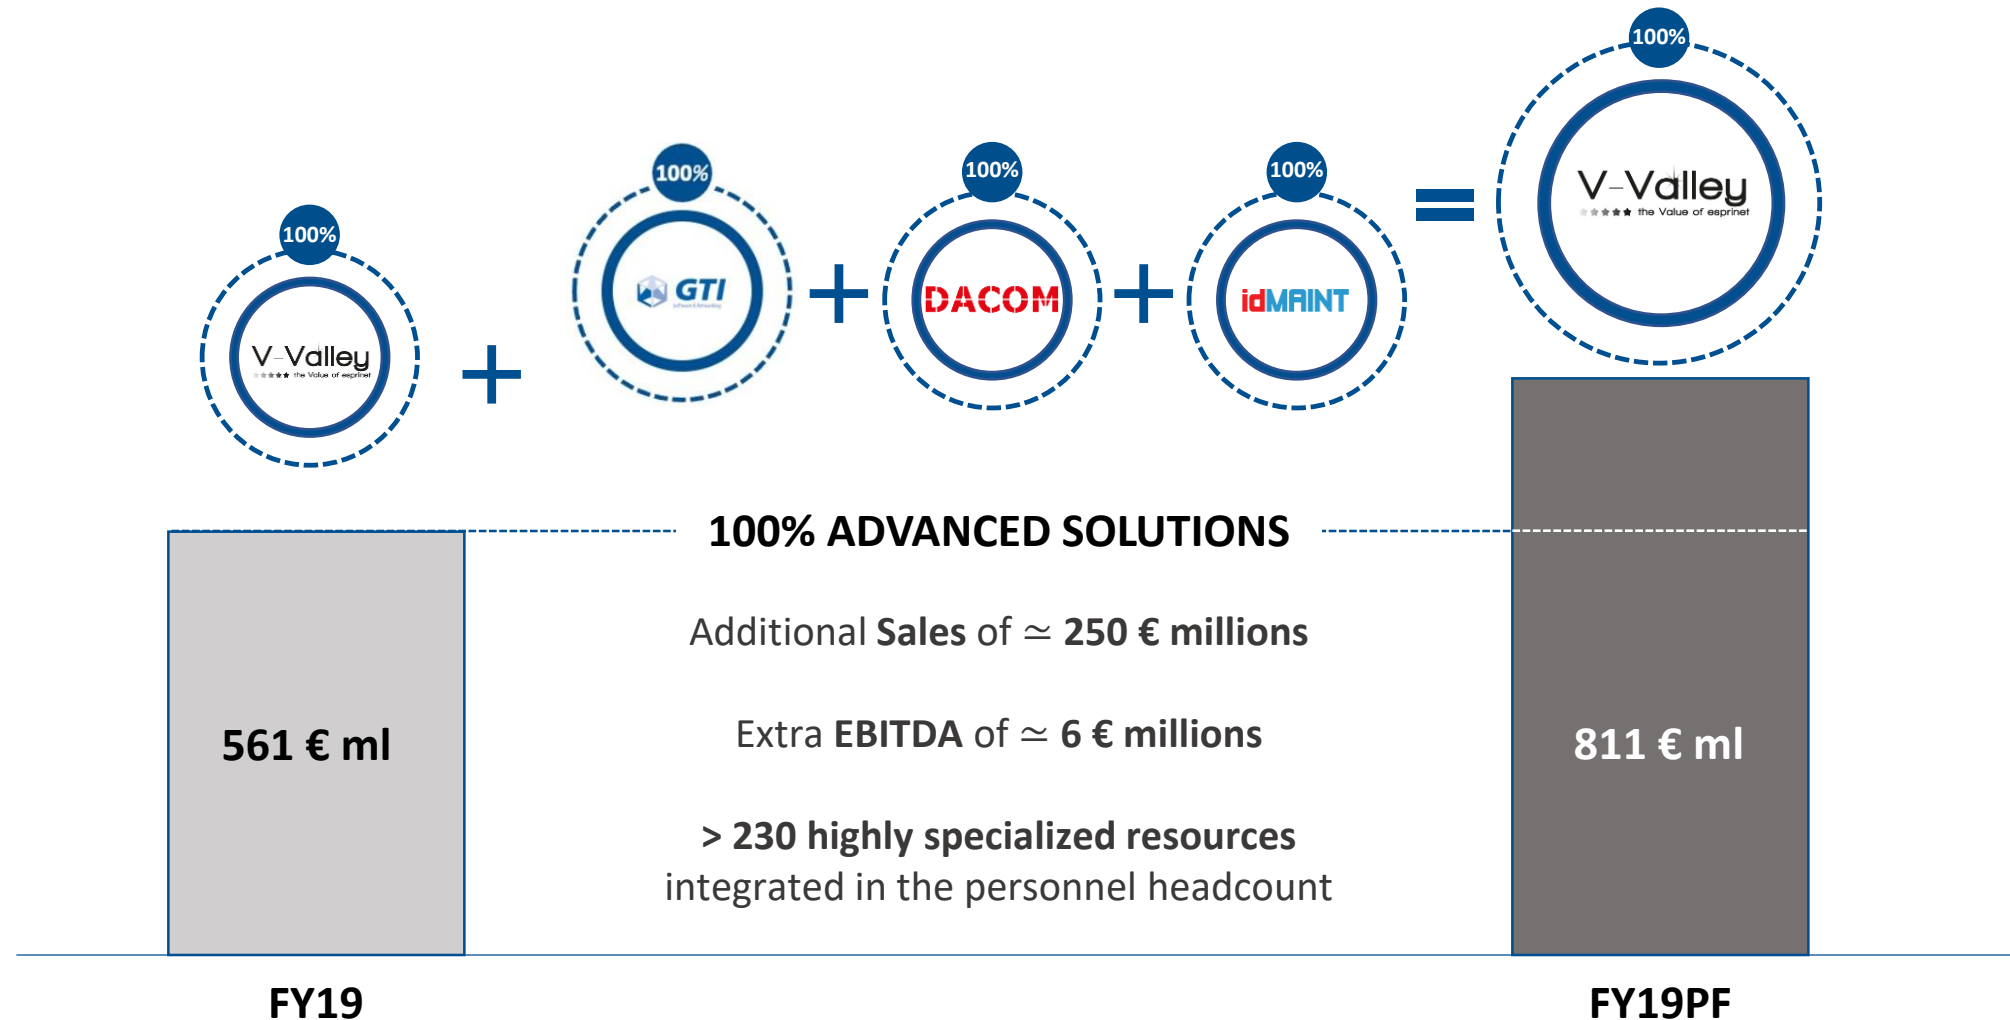 100%
100%
100%
100%
100%
V-Valley
the Value of esprinet
GTI
Software & Networking
DACOM
idMAINT
V-Valley
the Value of esprinet
+
+
+
=
100% ADVANCED SOLUTIONS
Additional Sales of ≃ 250 € millions
Extra EBITDA of ≃ 6 € millions
> 230 highly specialized resources
integrated in the personnel headcount
561 € ml
811 € ml
FY19
FY19PF